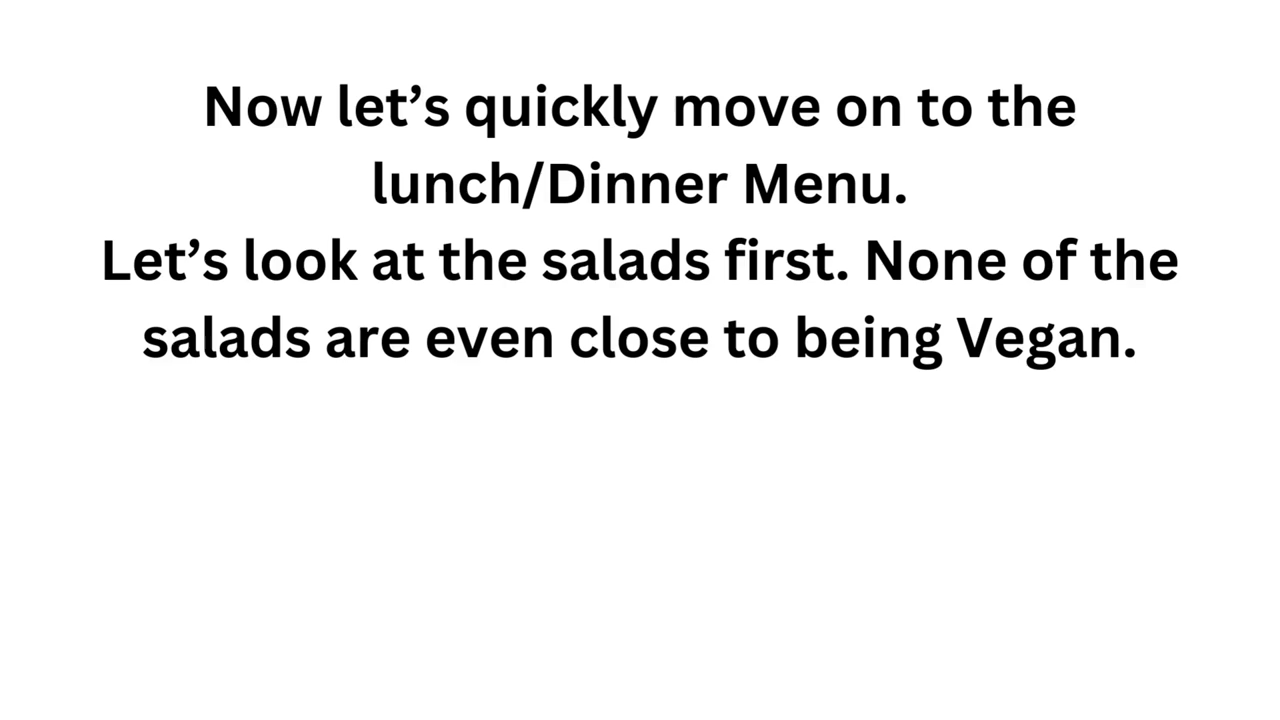 Now let’s quickly move on to the
lunch/Dinner Menu.
Let’s look at the salads first. None of the
salads are even close to being Vegan.